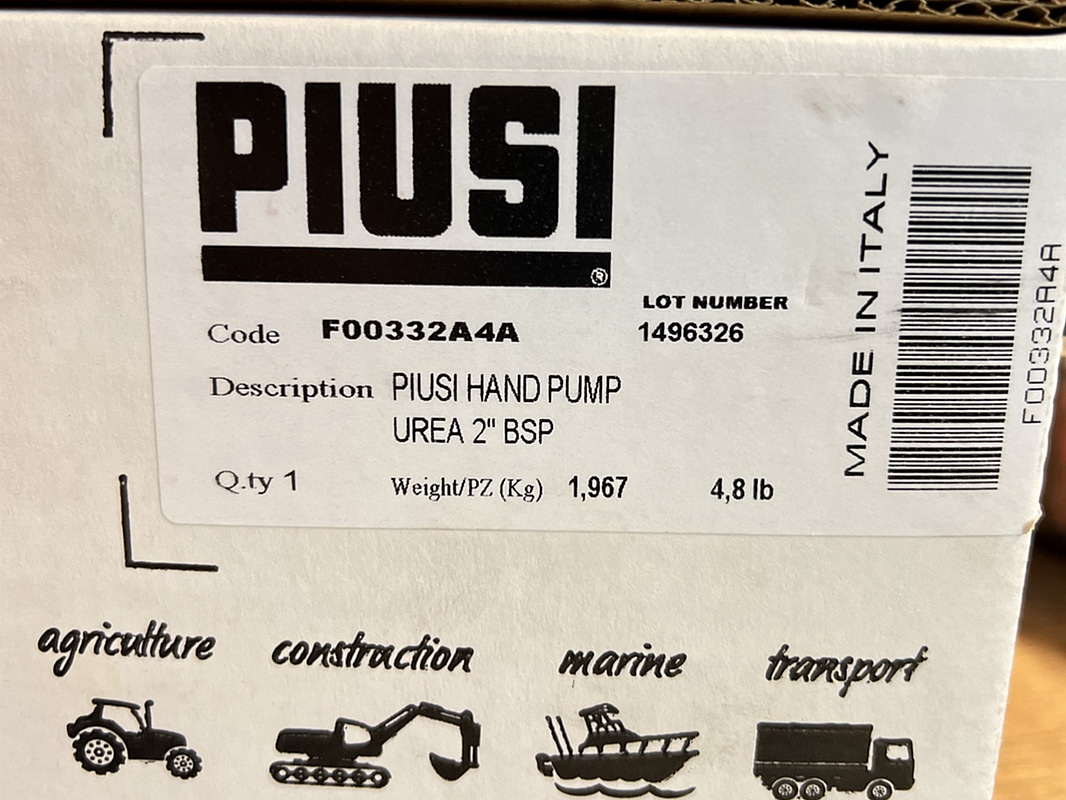 PIUSI
®
LOT NUMBER
Code F00332A4A 1496326
Description PIUSI HAND PUMP
UREA 2" BSP
Q.ty 1 Weight/PZ (Kg) 1,967 4,8 lb
MADE IN ITALY
F00332A4A
agriculture construction marine transport